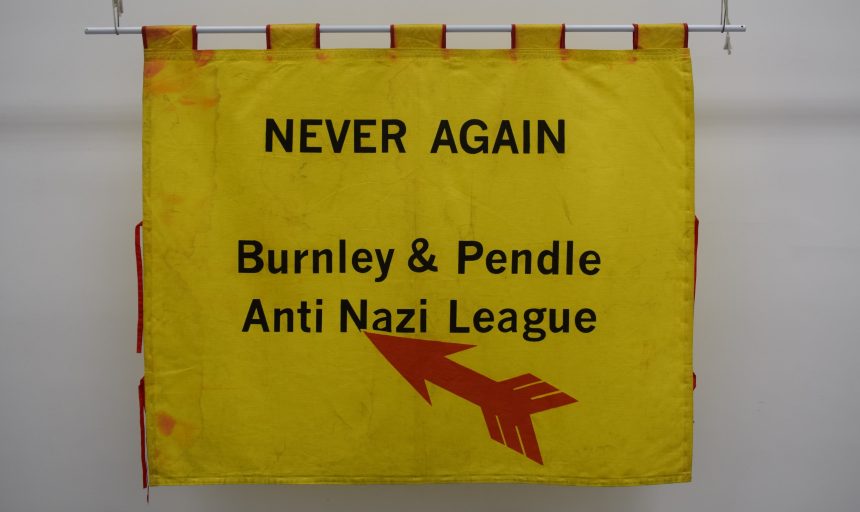 NEVER AGAIN
Burnley & Pendle
Anti Nazi League